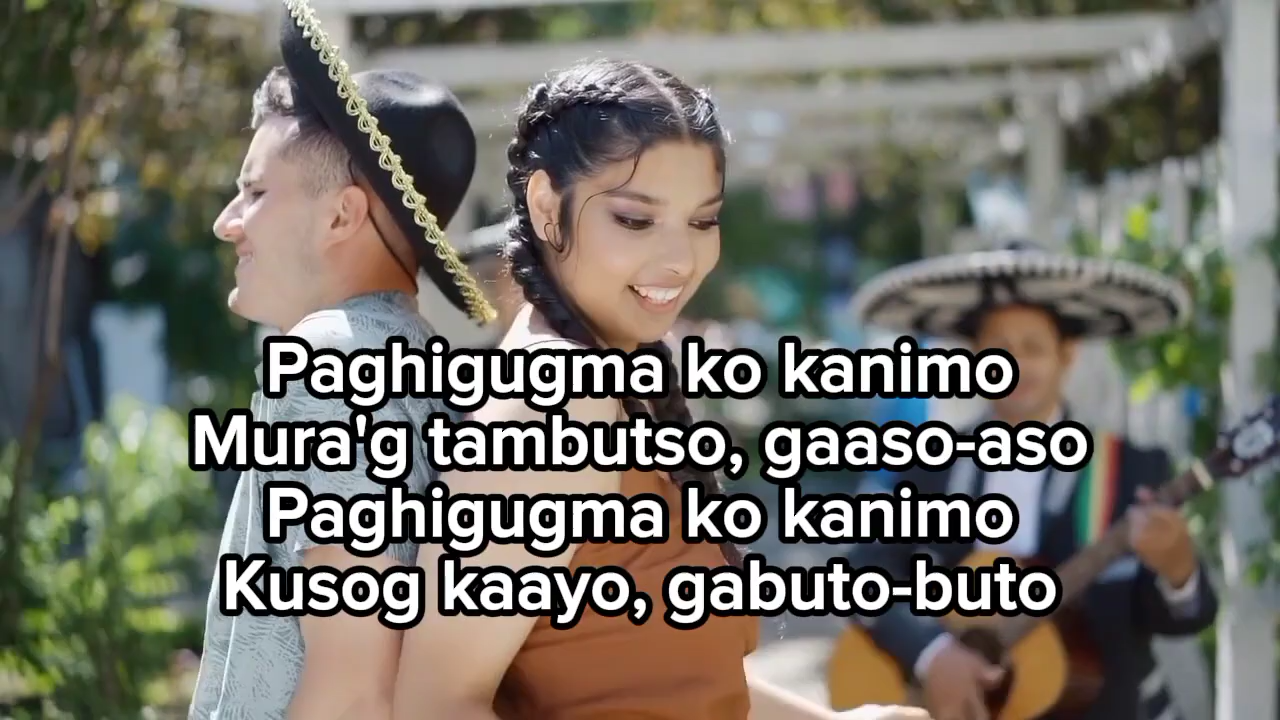 Paghigugma ko kanimo
Mura'g tambutso, gaaso-aso
Paghigugma ko kanimo
Kusog kaayo, gabuto-buto